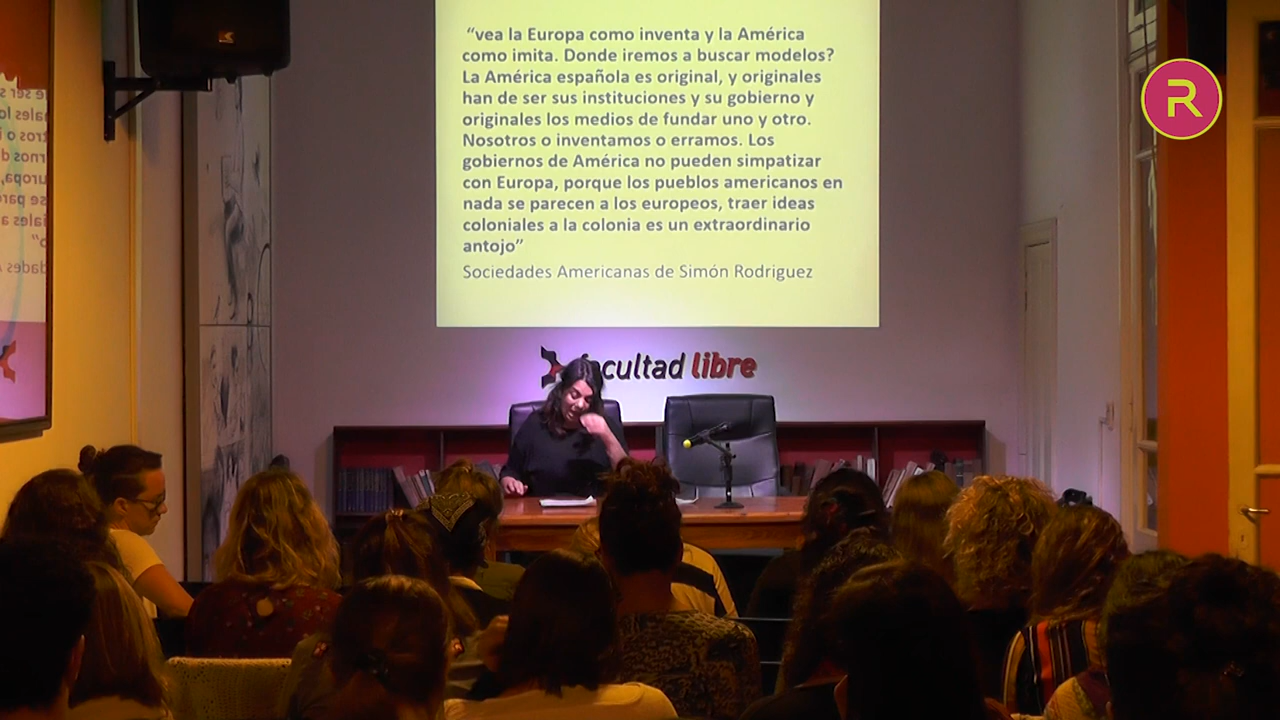 “vea la Europa como inventa y la América
como imita. Donde iremos a buscar modelos?
La América española es original, y originales
han de ser sus instituciones y su gobierno y
originales los medios de fundar uno y otro.
Nosotros o inventamos o erramos. Los
gobiernos de América no pueden simpatizar
con Europa, porque los pueblos americanos en
nada se parecen a los europeos, traer ideas
coloniales a la colonia es un extraordinario
antojo”
Sociedades Americanas de Simón Rodriguez
facultad libre
R